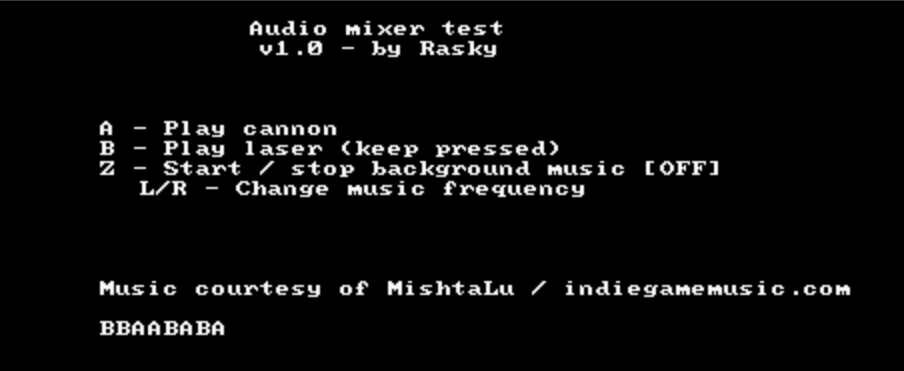 Audio mixer test
v1.0 - by Rasky
A - Play cannon
B - Play laser (keep pressed)
Z - Start / stop background music [OFF]
L/R - Change music frequency
Music courtesy of MishtaLu / indiegamemusic.com
BBAABABA